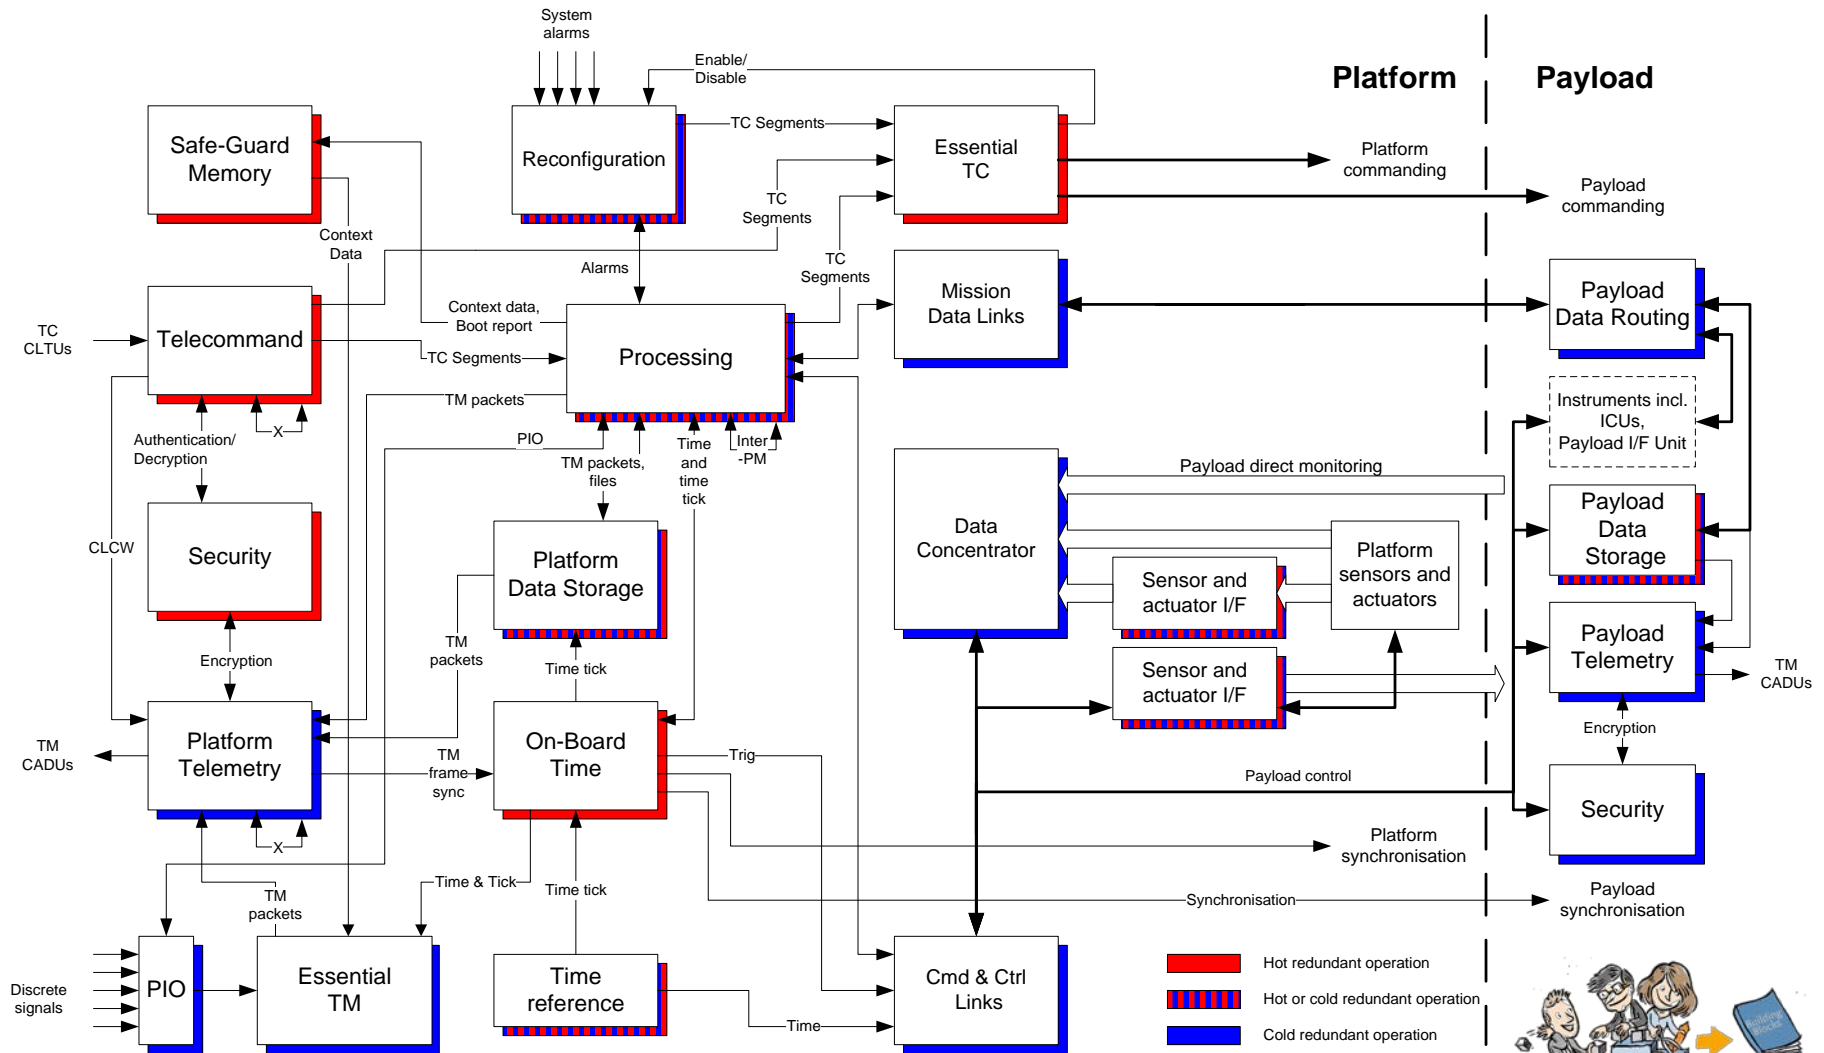 System
alarms
Enable/
Disable
Platform
Payload
Safe-Guard
Memory
Reconfiguration
TC Segments
Essential
TC
Platform
commanding
Payload
commanding
TC
Segments
Context
Data
Alarms
TC
Segments
Mission
Data Links
Payload
Data Routing
TC
CLTUs
Telecommand
Context data,
Boot report
TC Segments
Processing
TM packets
Instruments incl.
ICUs,
Payload I/F Unit
X
Authentication/
Decryption
PIO
TM packets,
files
Time
and
time
tick
Inter
-PM
Payload direct monitoring
CLCW
Security
Platform
Data Storage
Data
Concentrator
Sensor and
actuator I/F
Platform
sensors and
actuators
Payload
Data
Storage
Encryption
TM
packets
Time tick
Sensor and
actuator I/F
Payload
Telemetry
TM
CADUs
TM
CADUs
Platform
Telemetry
TM
frame
sync
On-Board
Time
Trig
Payload control
Encryption
Security
X
Platform
synchronisation
TM
packets
Time & Tick
Time tick
Synchronisation
Payload
synchronisation
Discrete
signals
PIO
Essential
TM
Time
reference
Time
Cmd & Ctrl
Links
Hot redundant operation
Hot or cold redundant operation
Cold redundant operation
Building
Blocks